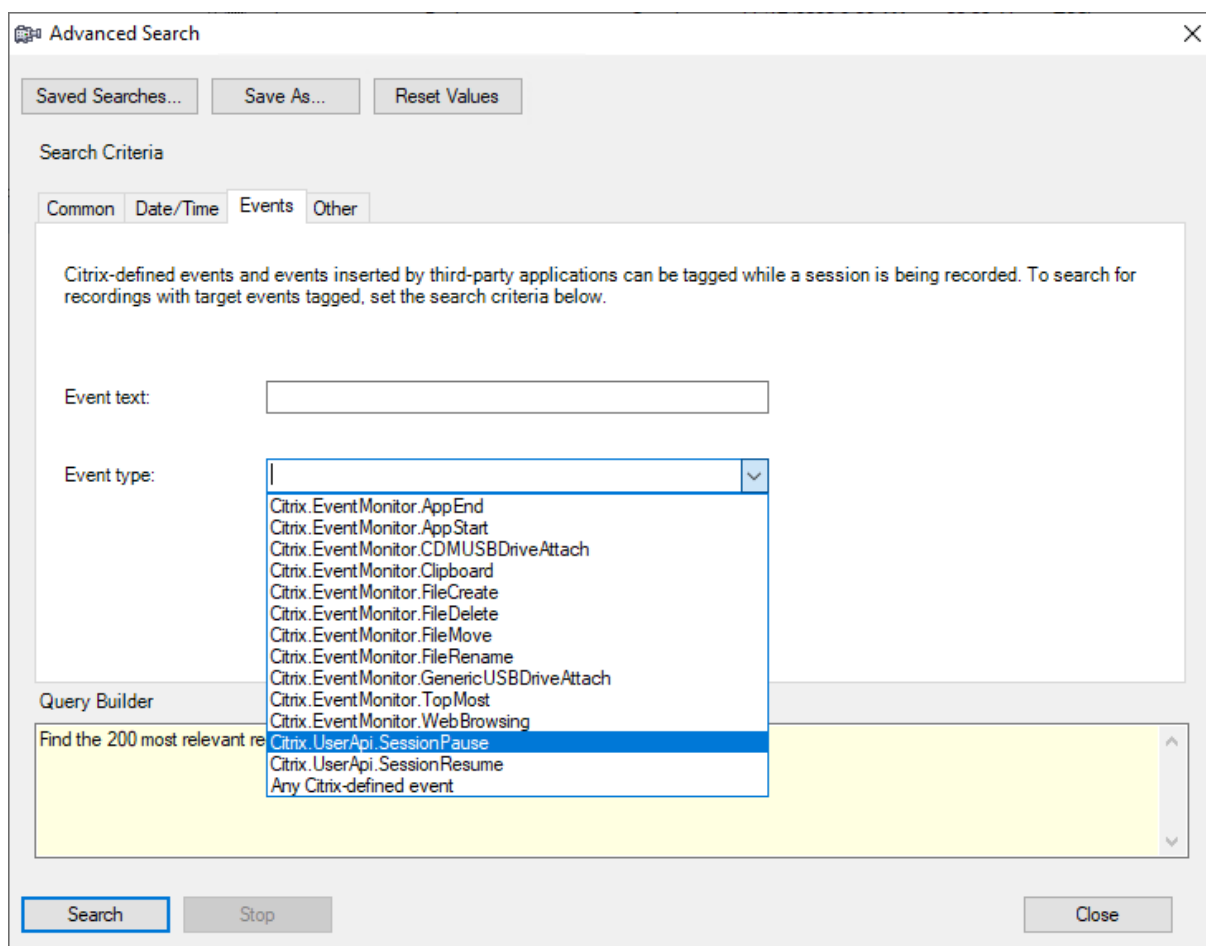 Advanced Search
Saved Searches...
Save As...
Reset Values
Search Criteria
Common
Date/Time
Events
Other
Citrix-defined events and events inserted by third-party applications can be tagged while a session is being recorded. To search for
recordings with target events tagged, set the search criteria below.
Event text:
Event type:
Citrix.EventMonitor.AppEnd
Citrix.EventMonitor.AppStart
Citrix.EventMonitor.CDMUSBDriveAttach
Citrix.EventMonitor.Clipboard
Citrix.EventMonitor.FileCreate
Citrix.EventMonitor.FileDelete
Citrix.EventMonitor.FileMove
Citrix.EventMonitor.FileRename
Citrix.EventMonitor.GenericUSBDriveAttach
Citrix.EventMonitor.TopMost
Citrix.EventMonitor.WebBrowsing
Citrix.UserApi.SessionPause
Citrix.UserApi.SessionResume
Any Citrix-defined event
Query Builder
Find the 200 most relevant re
Search
Stop
Close